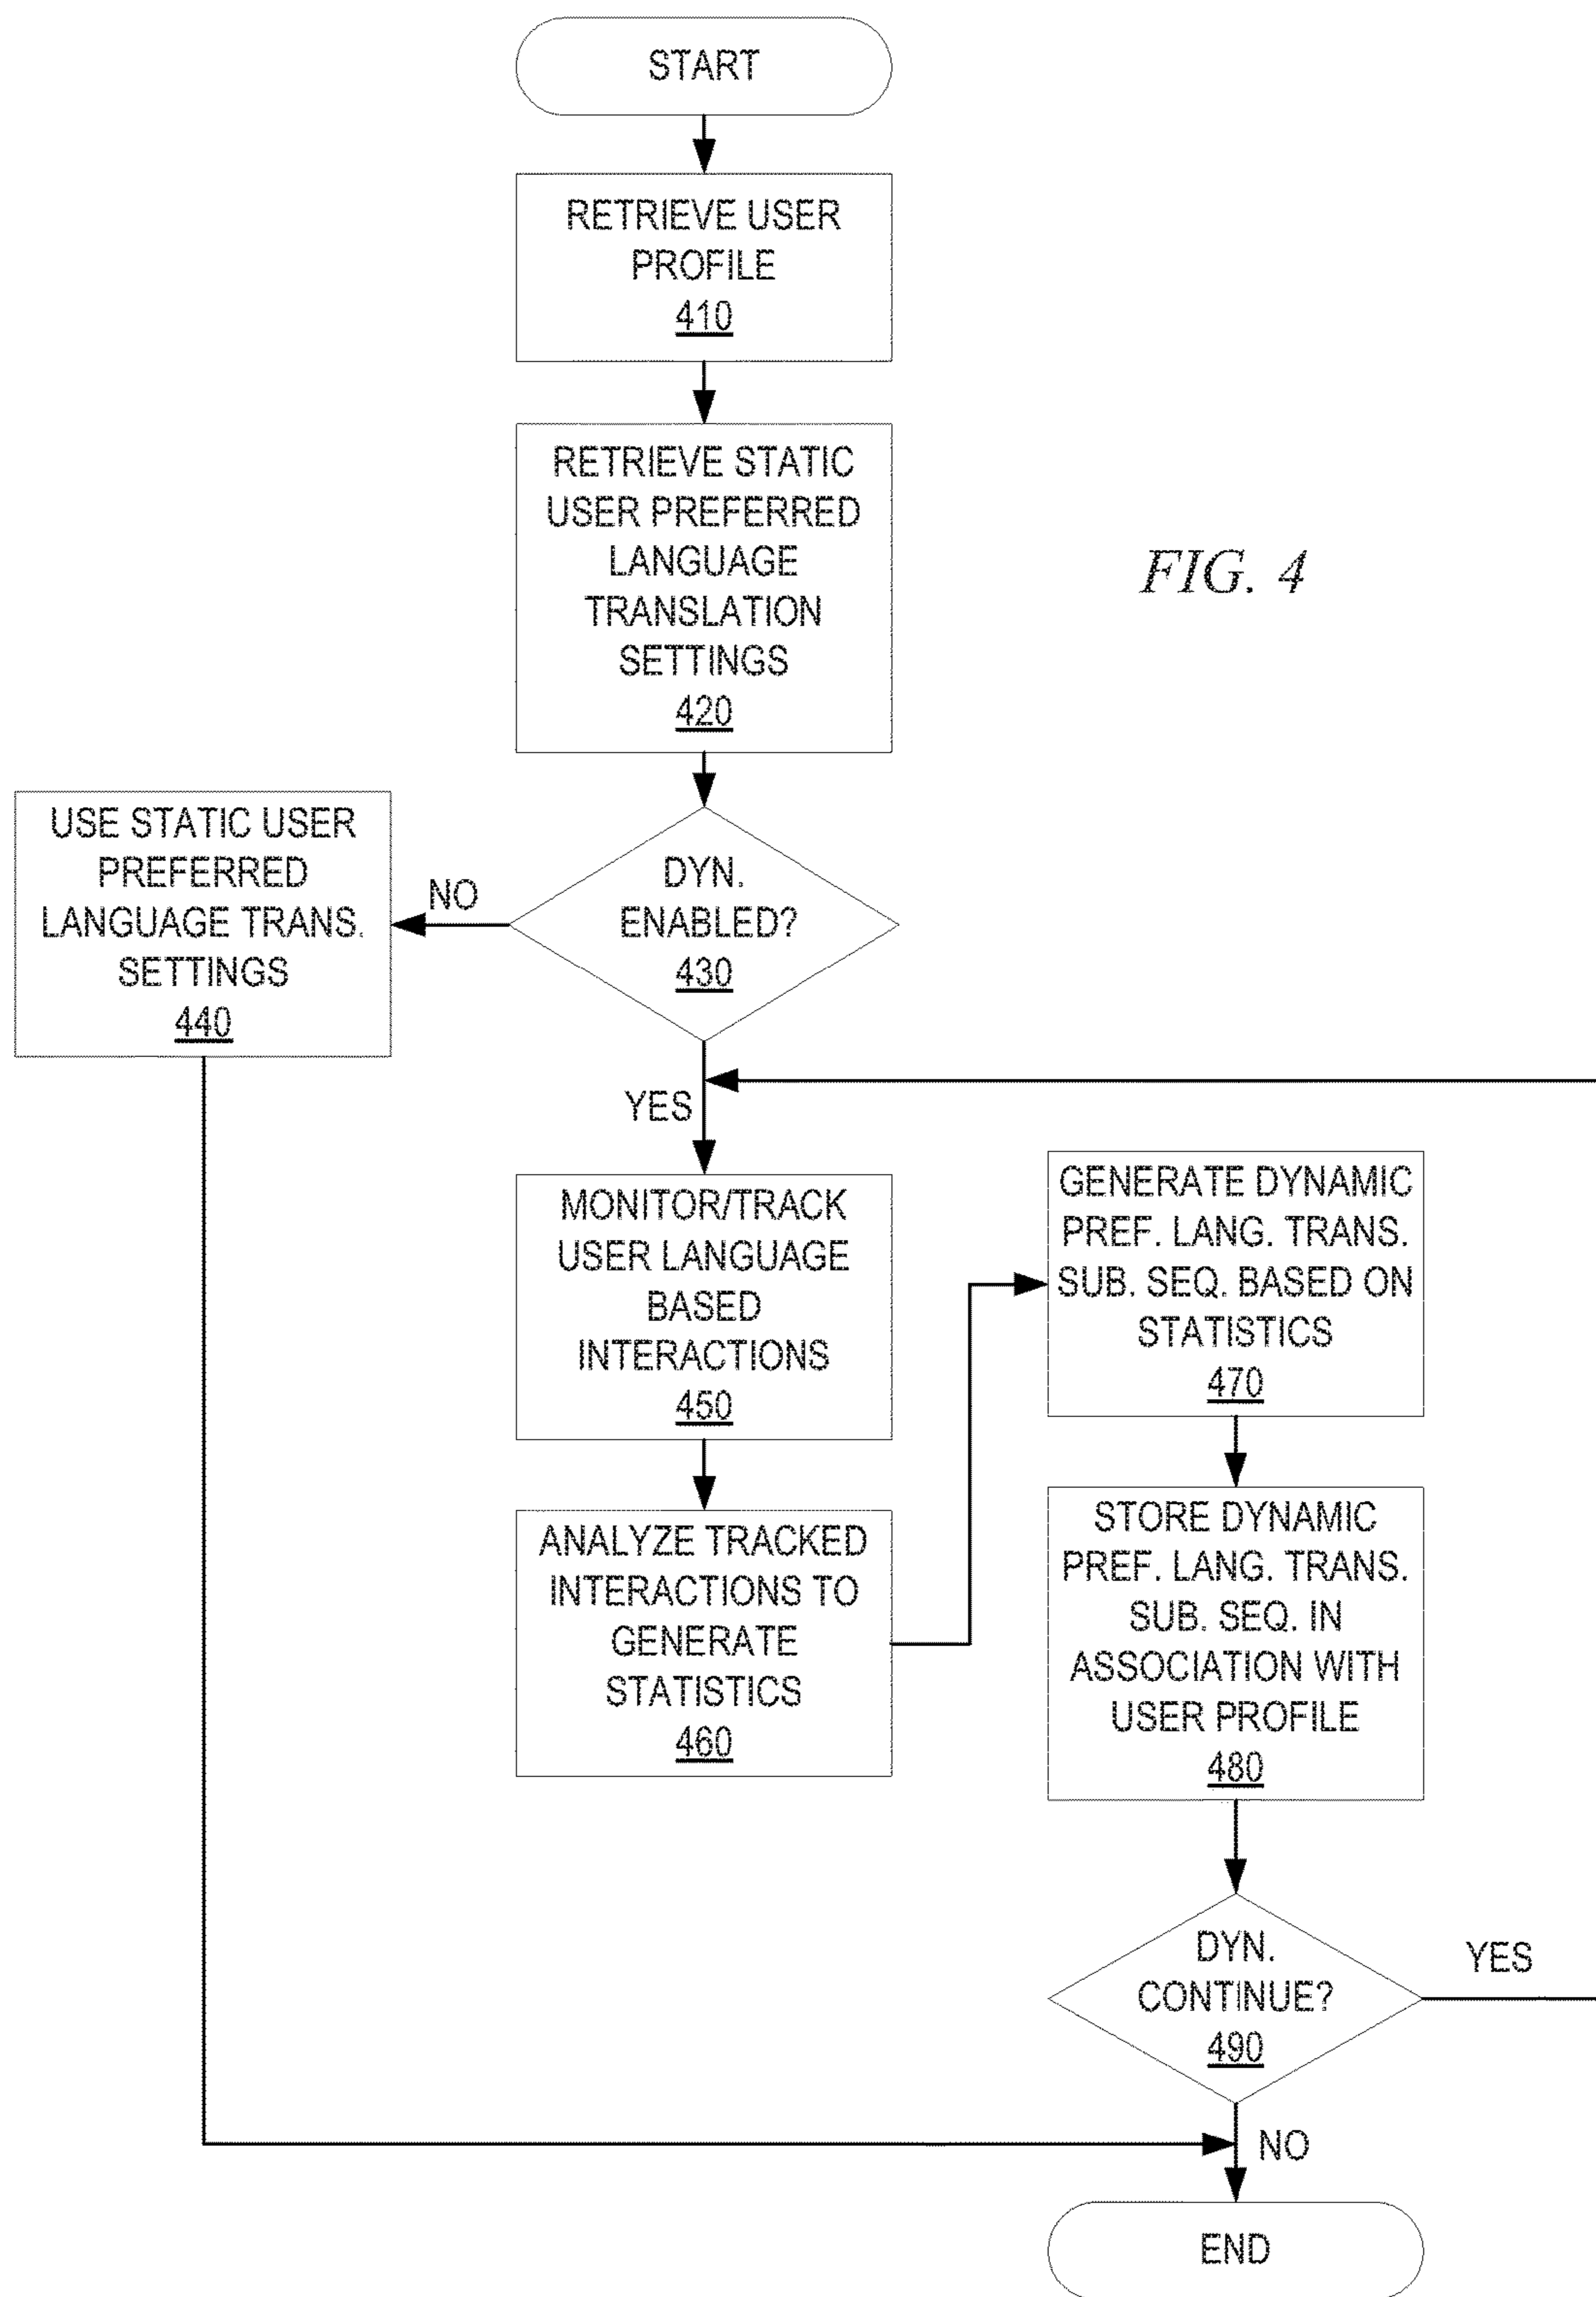 START
RETRIEVE USER
PROFILE
410
RETRIEVE STATIC
USER PREFERRED
LANGUAGE
TRANSLATION
SETTINGS
420
FIG. 4
USE STATIC USER
PREFERRED
LANGUAGE TRANS.
SETTINGS
440
NO
DYN.
ENABLED?
430
YES
MONITOR/TRACK
USER LANGUAGE
BASED
INTERACTIONS
450
ANALYZE TRACKED
INTERACTIONS TO
GENERATE
STATISTICS
460
GENERATE DYNAMIC
PREF. LANG. TRANS.
SUB. SEQ. BASED ON
STATISTICS
470
STORE DYNAMIC
PREF. LANG. TRANS.
SUB. SEQ. IN
ASSOCIATION WITH
USER PROFILE
480
DYN.
CONTINUE?
490
YES
NO
END